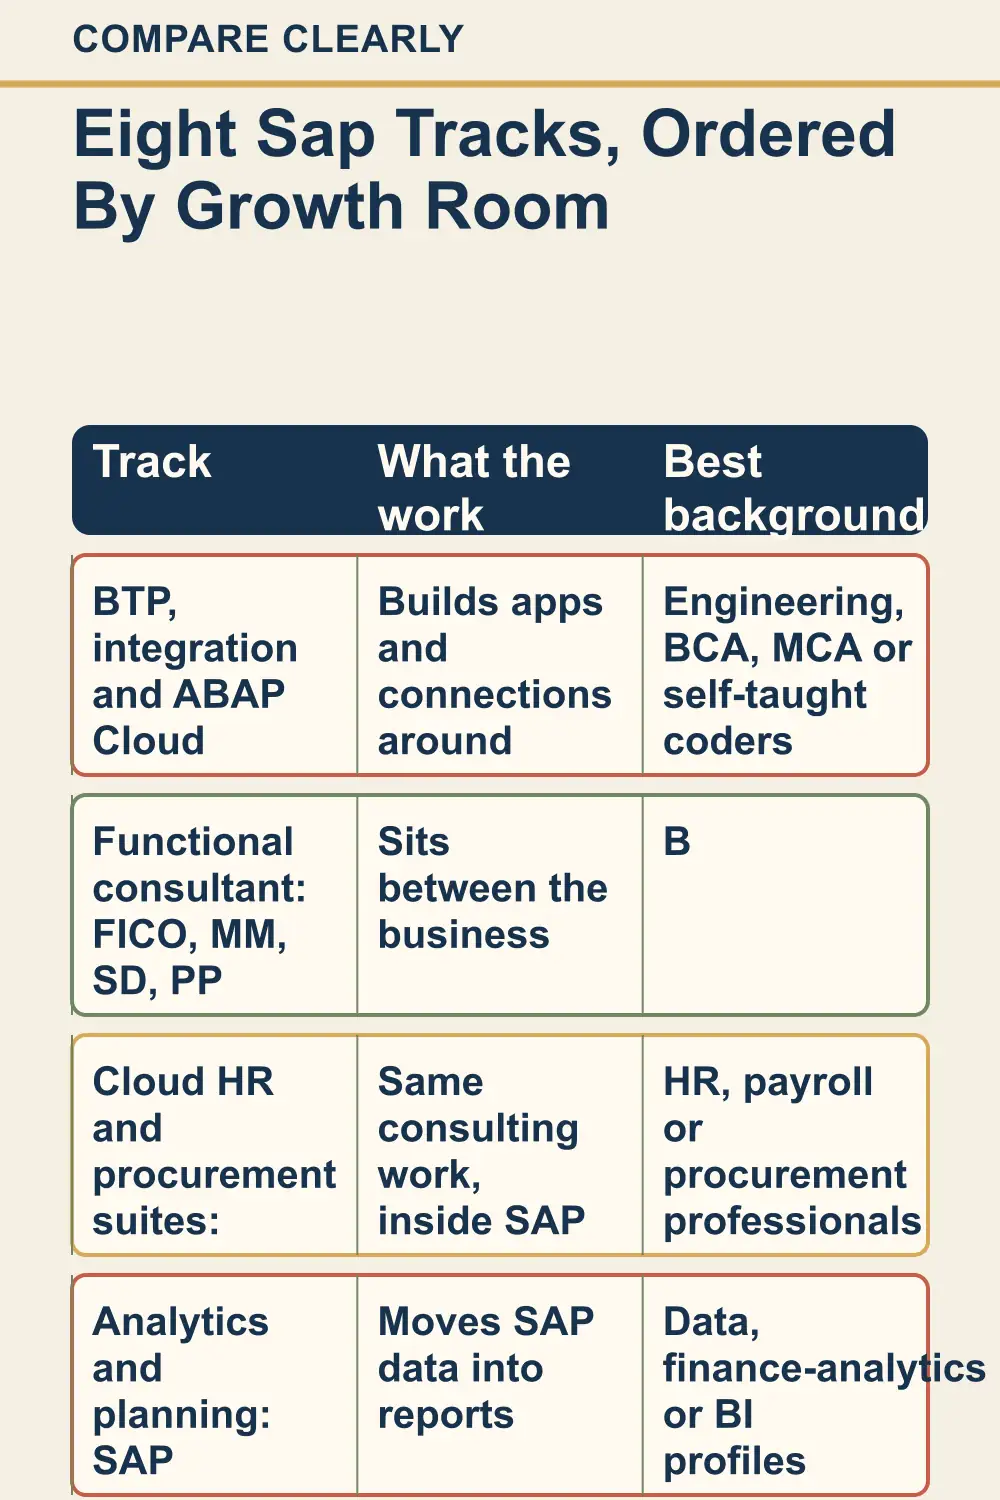 COMPARE CLEARLY
Eight Sap Tracks, Ordered
By Growth Room
Track
What the
work
Best
background
BTP,
integration
and ABAP
Cloud
Builds apps
and
connections
around
Engineering,
BCA, MCA or
self-taught
coders
Functional
consultant:
FICO, MM,
SD, PP
Sits
between the
business
B
Cloud HR
and
procurement
suites:
Same
consulting
work,
inside SAP
HR, payroll
or
procurement
professionals
Analytics
and
planning:
SAP
Moves SAP
data into
reports
Data,
finance-analytics
or BI
profiles